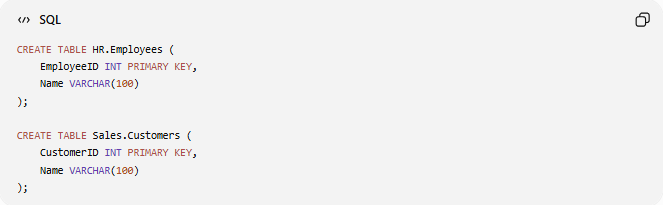 SQL
CREATE TABLE HR.Employees (
    EmployeeID INT PRIMARY KEY,
    Name VARCHAR(100)
);
CREATE TABLE Sales.Customers (
    CustomerID INT PRIMARY KEY,
    Name VARCHAR(100)
);